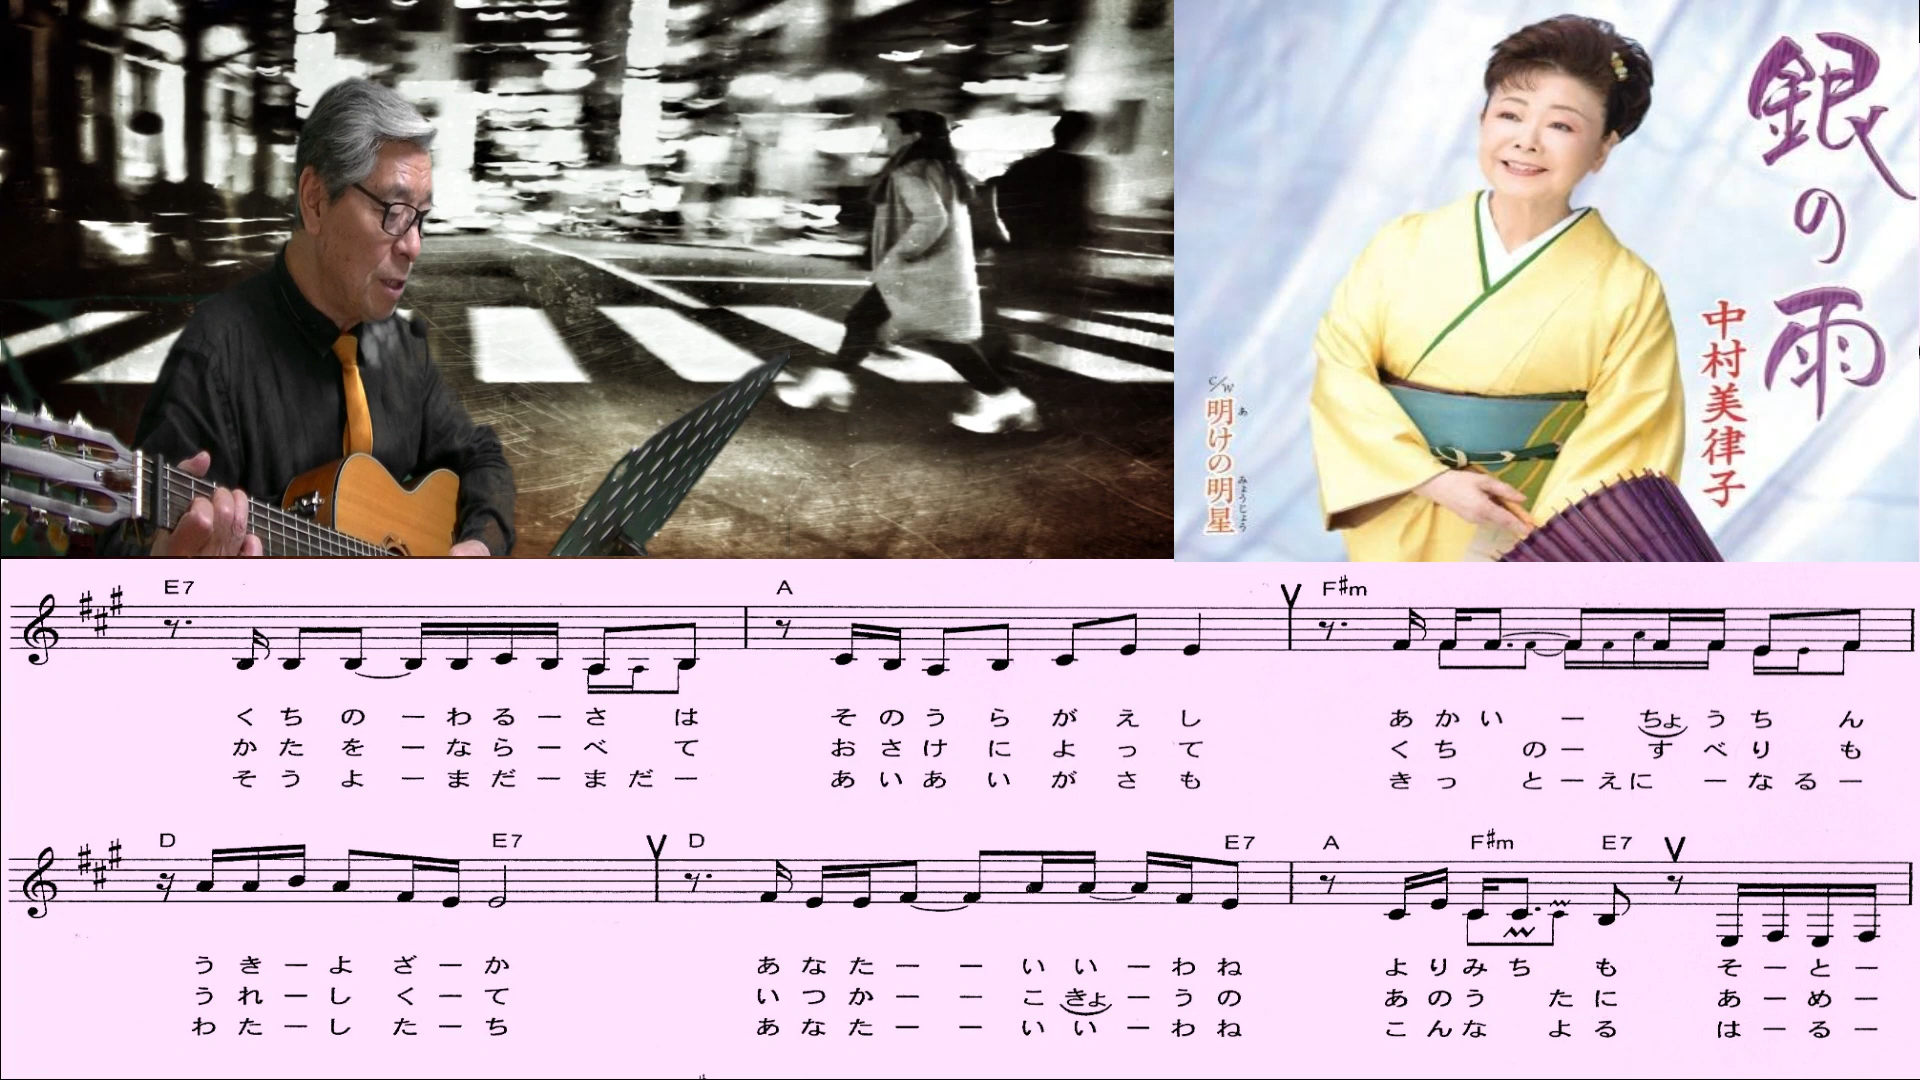 銀の雨
中村美律子
c/w 明けの明星
あ
みょうじょう
E7 A F#m
くちのーわるーさは そのうらがえし あかいーちょうちん
かたをーならーべて おさけによって くちのーすべりも
そうよーまだーまだー あいあいがさも きっとーえにーなるー
D E7 D E7 A F#m E7
うきーよざーか あなたーーいいーわね よりみちも そーとー
うれーしくーて いつかーーこきょーうの あのうたに あーめー
わたーしたーち あなたーーいいーわね こんなよる はーるー